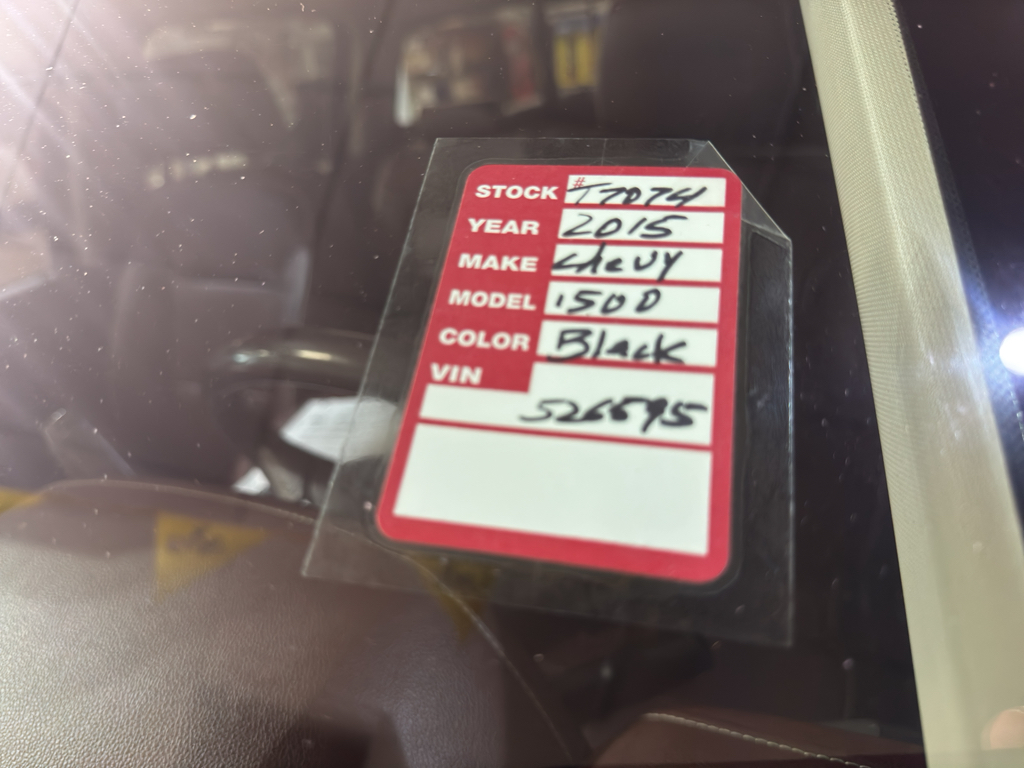 STOCK # T7074
YEAR 2015
MAKE chevy
MODEL 1500
COLOR Black
VIN
526595